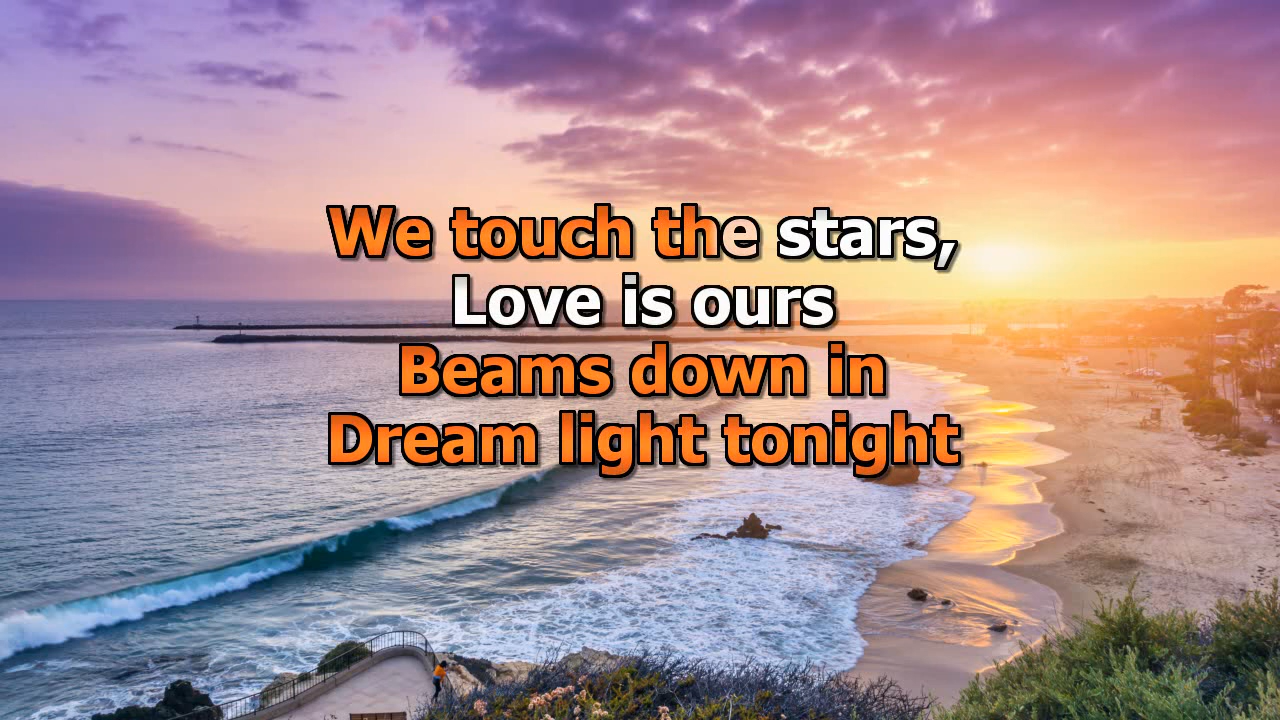 We touch the stars,
Love is ours
Beams down in
Dream light tonight